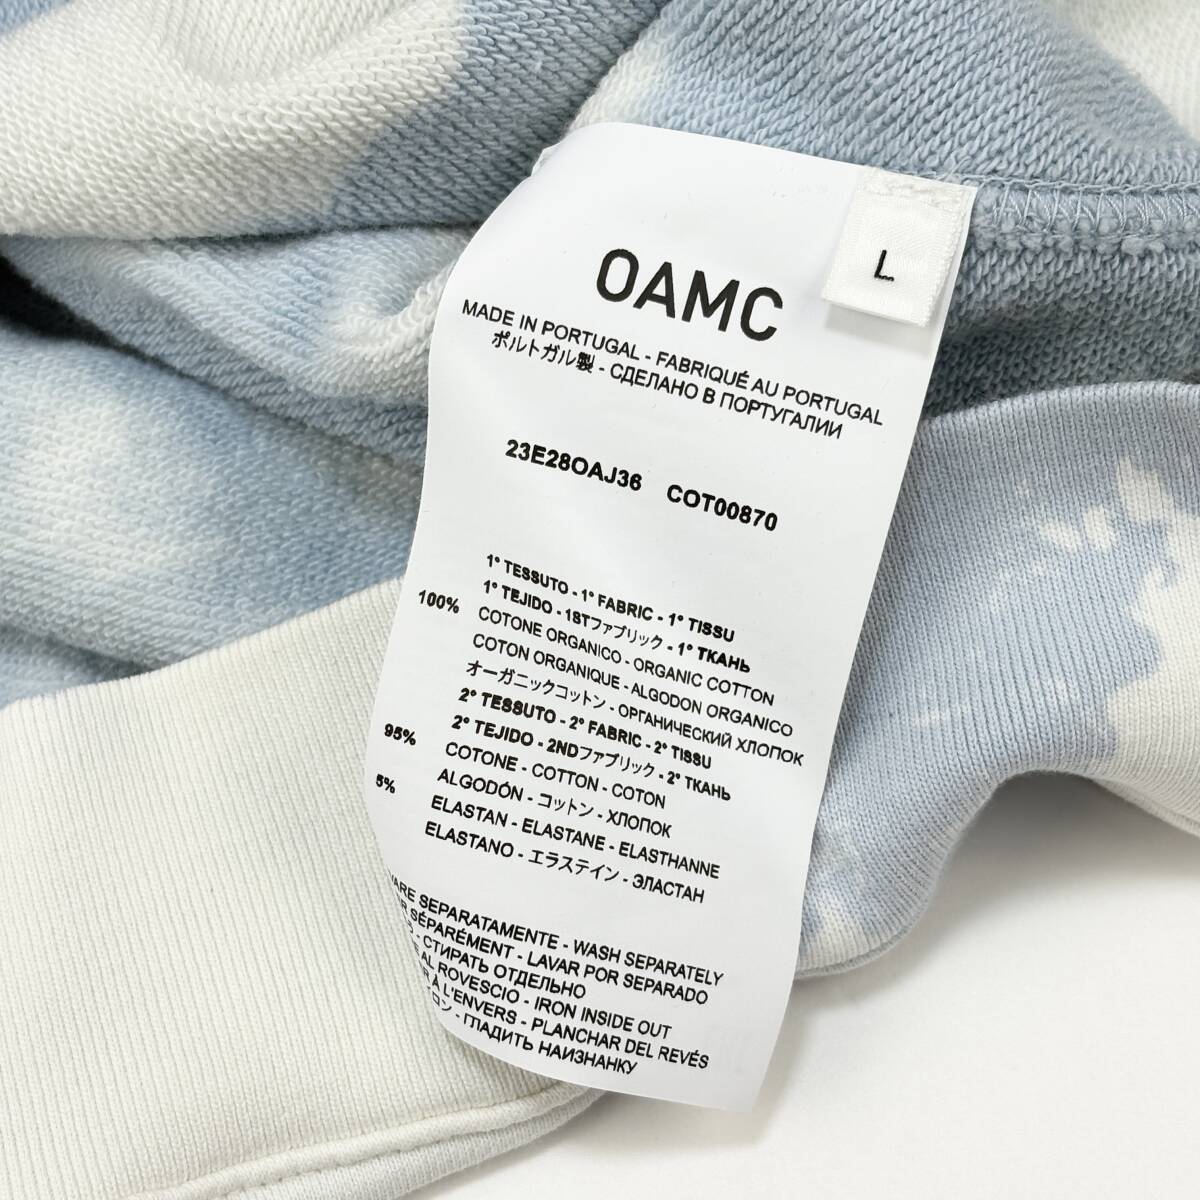 OAMC
L
MADE IN PORTUGAL - FABRIQUÉ AU PORTUGAL
ポルトガル製 - СДЕЛАНО В ПОРТУГАЛИИ
23E28OAJ36 COT00870
1° TESSUTO - 1° FABRIC - 1° TISSU
1° TEJIDO - 1STファブリック - 1° ТКАНЬ
100% COTONE ORGANICO - ORGANIC COTTON
COTON ORGANIQUE - ALGODON ORGANICO
オーガニックコットン - ОРГАНИЧЕСКИЙ ХЛОПОК
2° TESSUTO - 2° FABRIC - 2° TISSU
2° TEJIDO - 2NDファブリック - 2° ТКАНЬ
95% COTONE - COTTON - COTON
ALGODÓN - コットン - ХЛОПОК
5% ELASTAN - ELASTANE - ELASTHANNE
ELASTANO - エラステイン - ЭЛАСТАН
SEPARATAMENTE - WASH SEPARATELY
SÉPARÉMENT - LAVAR POR SEPARADO
- СТИРАТЬ ОТДЕЛЬНО
AL ROVESCIO - IRON INSIDE OUT
À L'ENVERS - PLANCHAR DEL REVÉS
- ГЛАДИТЬ НАИЗНАНКУ